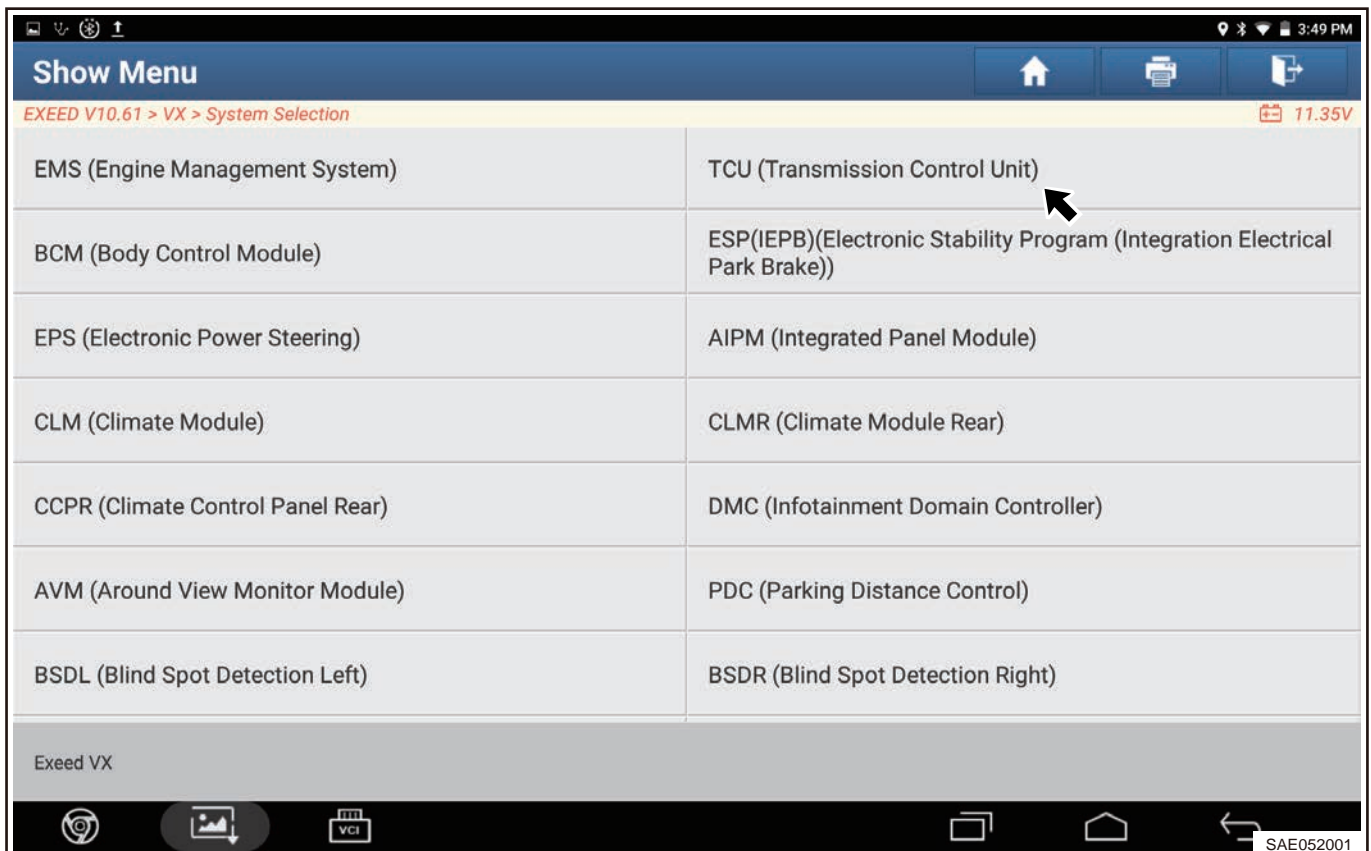 3:49 PM
Show Menu
EXEED V10.61 > VX > System Selection
11.35V
EMS (Engine Management System)
TCU (Transmission Control Unit)
BCM (Body Control Module)
ESP(IEPB)(Electronic Stability Program (Integration Electrical
Park Brake))
EPS (Electronic Power Steering)
AIPM (Integrated Panel Module)
CLM (Climate Module)
CLMR (Climate Module Rear)
CCPR (Climate Control Panel Rear)
DMC (Infotainment Domain Controller)
AVM (Around View Monitor Module)
PDC (Parking Distance Control)
BSDL (Blind Spot Detection Left)
BSDR (Blind Spot Detection Right)
Exeed VX
VCI
SAE052001